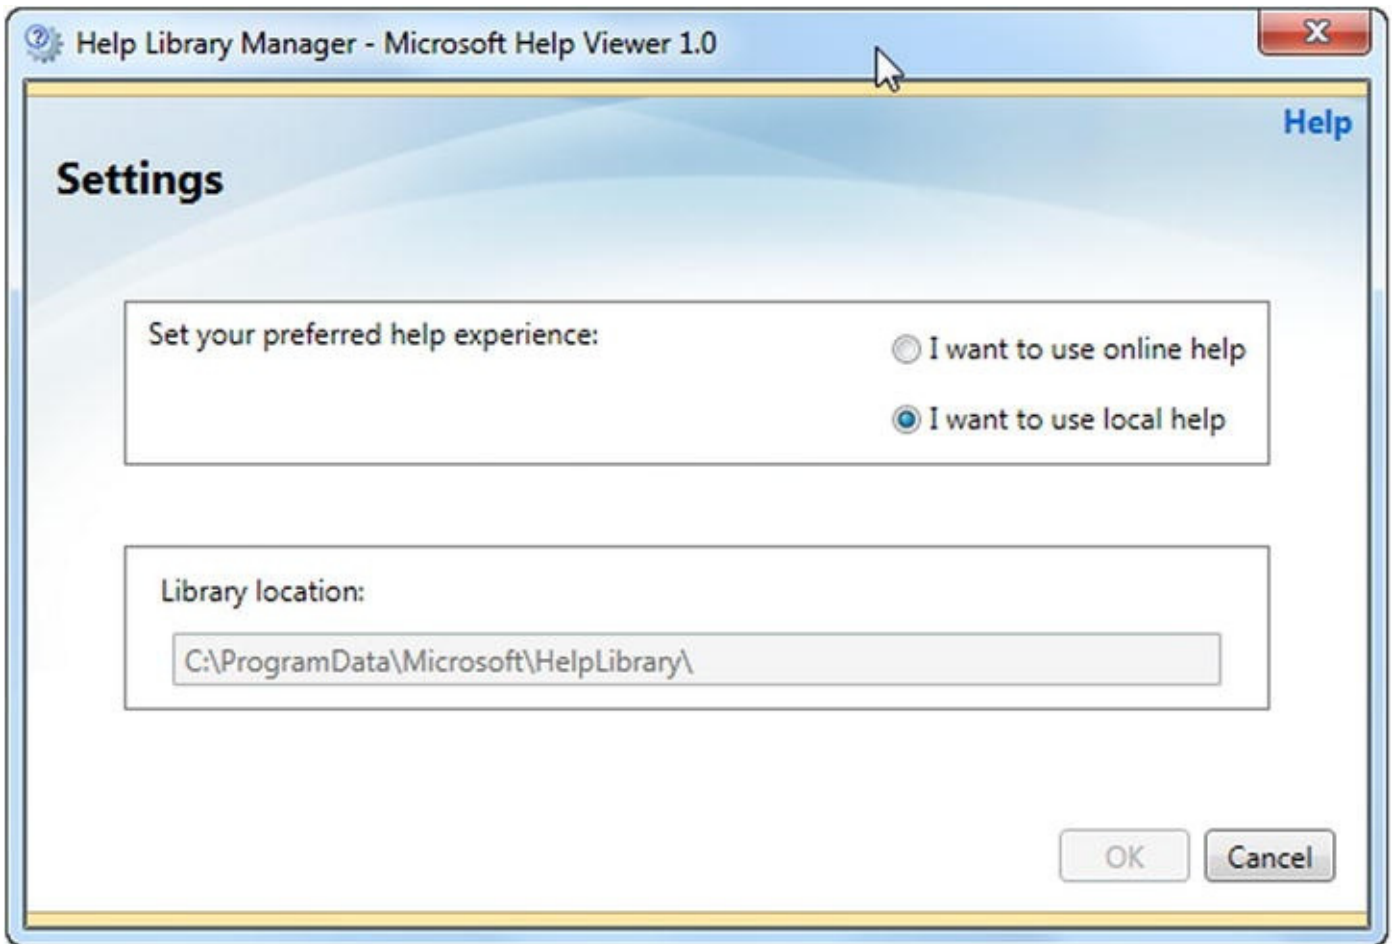 Help Library Manager - Microsoft Help Viewer 1.0
X
Help
Settings
Set your preferred help experience:
I want to use online help
I want to use local help
Library location:
C:\ProgramData\Microsoft\HelpLibrary\
OK
Cancel